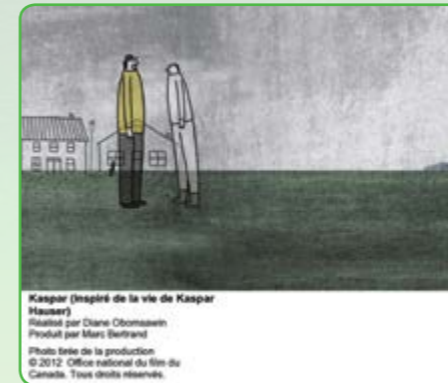 Kaspar (Inspiré de la vie de Kaspar
Hauser)
Réalisé par Diane Obomsawin
Produit par Marc Bertrand
Photo tirée de la production
© 2012 Office national du film du
Canada. Tous droits réservés.